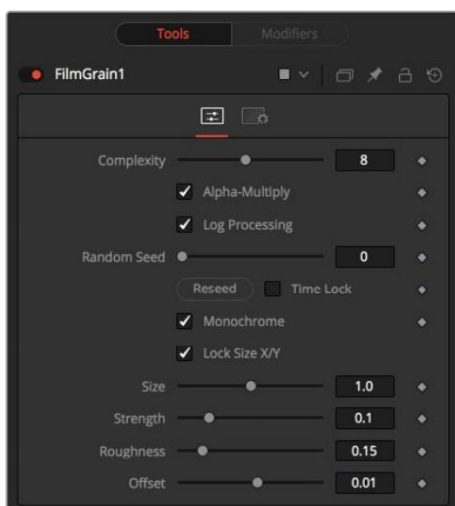 Tools Modifiers
FilmGrain1
Complexity 8
Alpha-Multiply
Log Processing
Random Seed 0
Reseed Time Lock
Monochrome
Lock Size X/Y
Size 1.0
Strength 0.1
Roughness 0.15
Offset 0.01